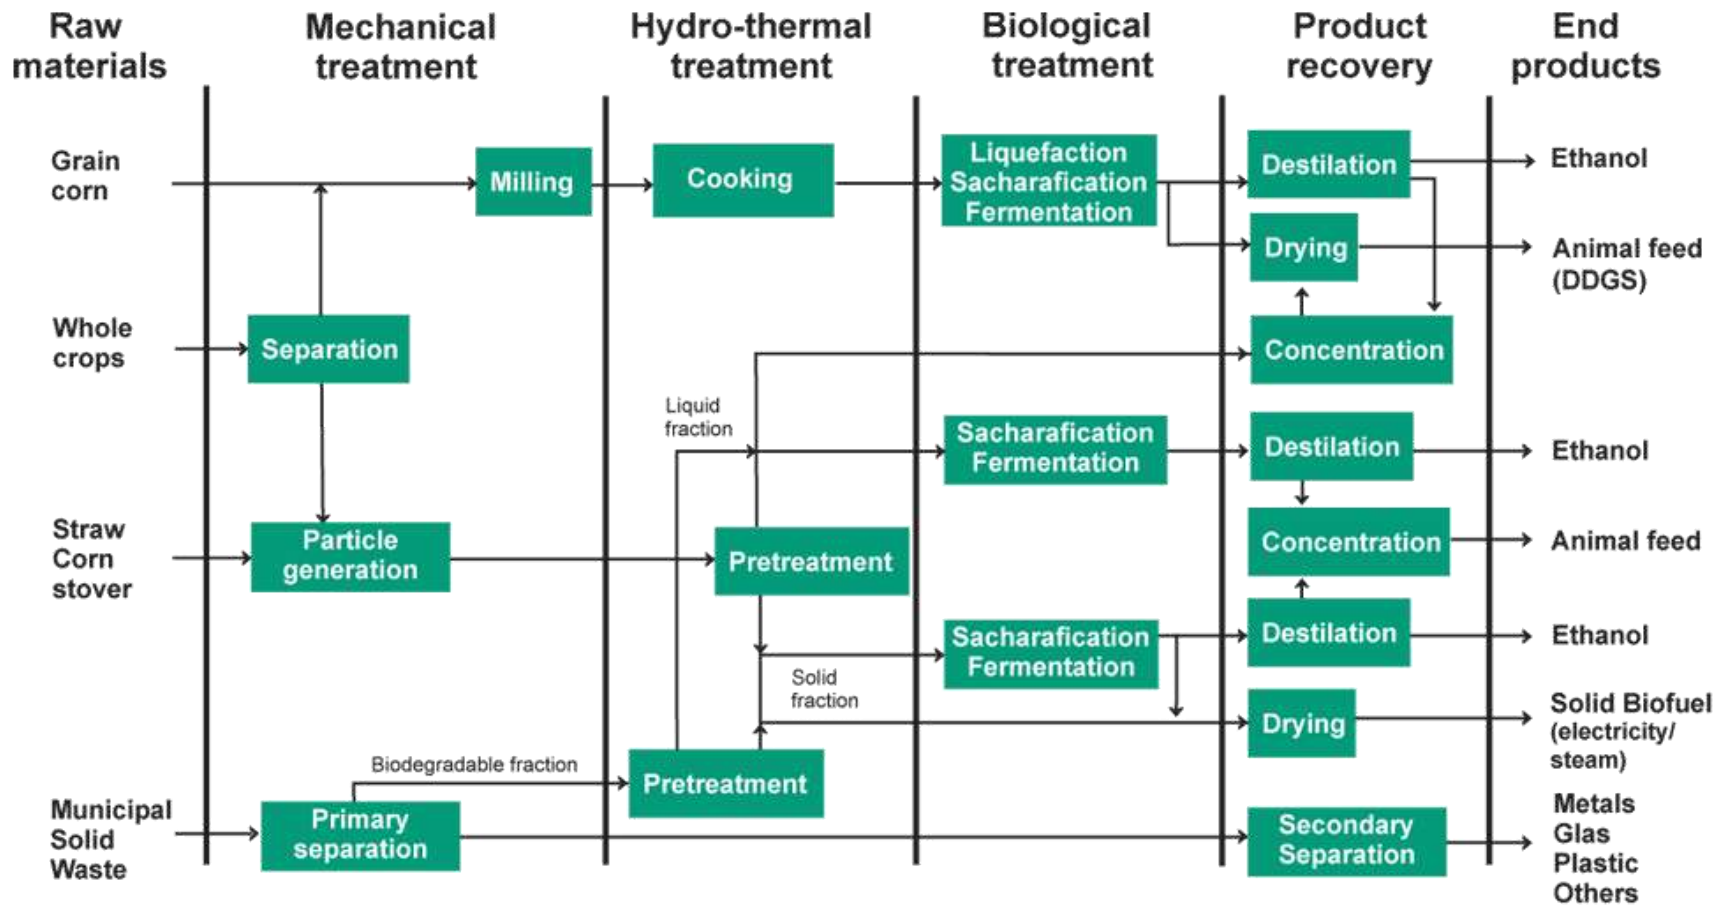 Raw
materials
Mechanical
treatment
Hydro-thermal
treatment
Biological
treatment
Product
recovery
End
products
Grain
corn
Milling
Cooking
Liquefaction
Sacharafication
Fermentation
Destilation
Ethanol
Drying
Animal feed
(DDGS)
Whole
crops
Separation
Concentration
Liquid
fraction
Sacharafication
Fermentation
Destilation
Ethanol
Straw
Corn
stover
Particle
generation
Pretreatment
Concentration
Animal feed
Sacharafication
Fermentation
Destilation
Ethanol
Solid
fraction
Drying
Solid Biofuel
(electricity/
steam)
Biodegradable fraction
Pretreatment
Municipal
Solid
Waste
Primary
separation
Secondary
Separation
Metals
Glas
Plastic
Others